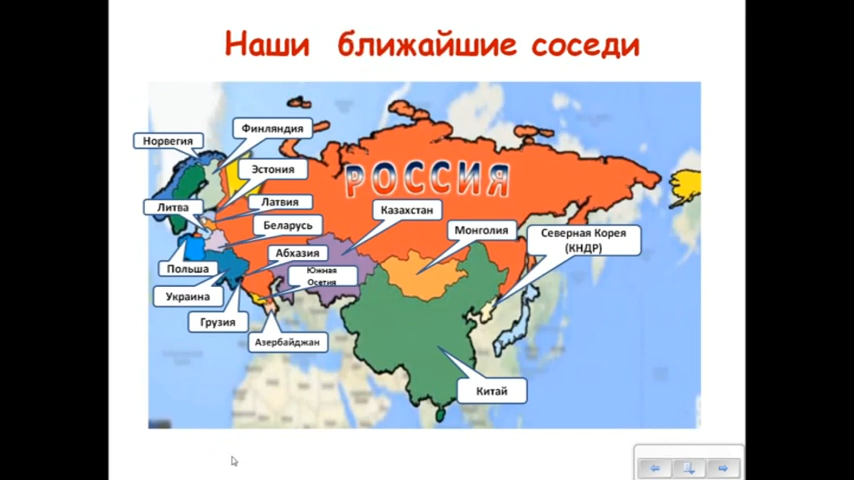 Наши ближайшие соседи
Финляндия
Норвегия
Эстония
РОССИЯ
Латвия
Литва
Казахстан
Беларусь
Монголия
Северная Корея
(КНДР)
Абхазия
Польша
Южная
Осетия
Украина
Грузия
Азербайджан
Китай